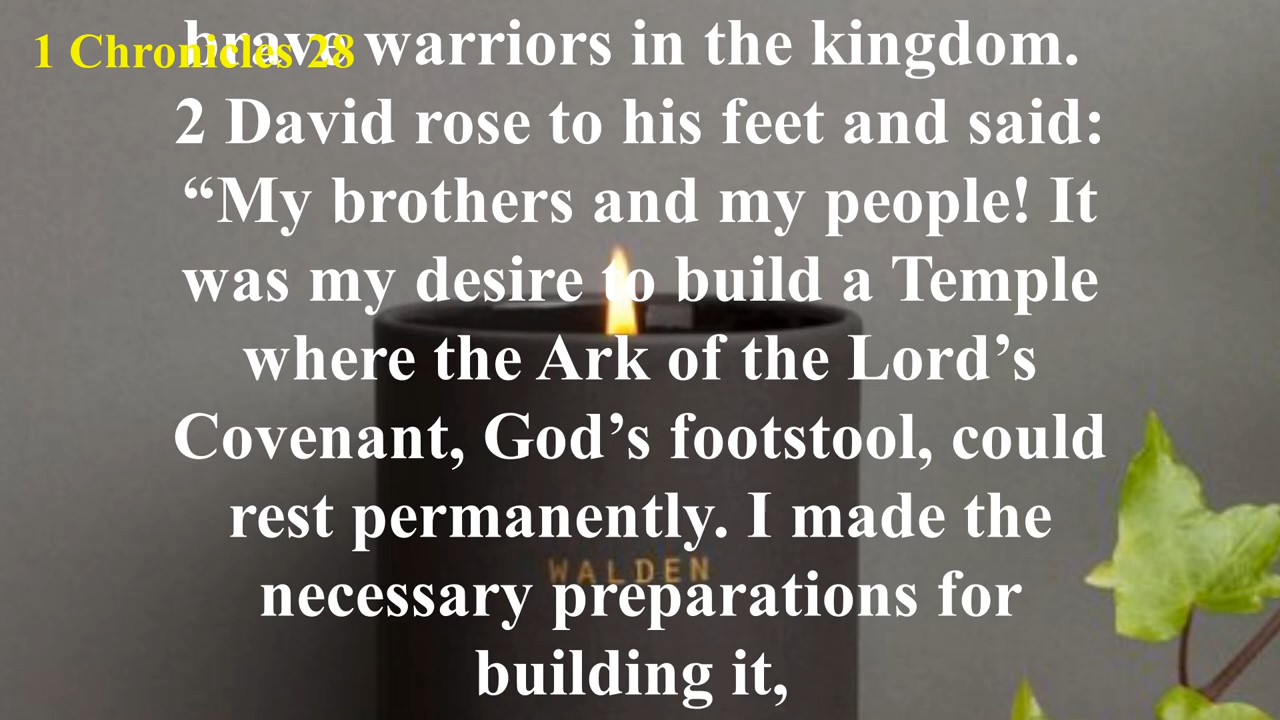 1 Chronicles 28
brave warriors in the kingdom.
2 David rose to his feet and said:
“My brothers and my people! It
was my desire to build a Temple
where the Ark of the Lord’s
Covenant, God’s footstool, could
rest permanently. I made the
WALDEN
necessary preparations for
building it,